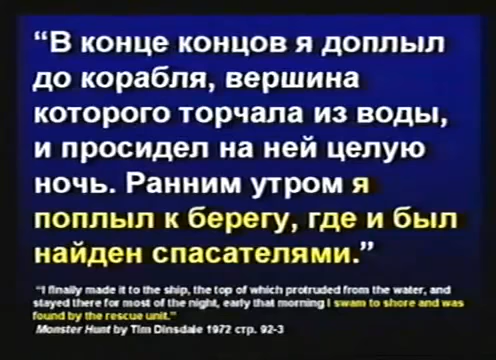 “В конце концов я доплыл
до корабля, вершина
которого торчала из воды,
и просидел на ней целую
ночь. Ранним утром я
поплыл к берегу, где и был
найден спасателями.”
“I finally made it to the ship, the top of which protruded from the water, and
stayed there for most of the night, early that morning I swam to shore and was
found by the rescue unit.”
Monster Hunt by Tim Dinsdale 1972 стр. 92-3